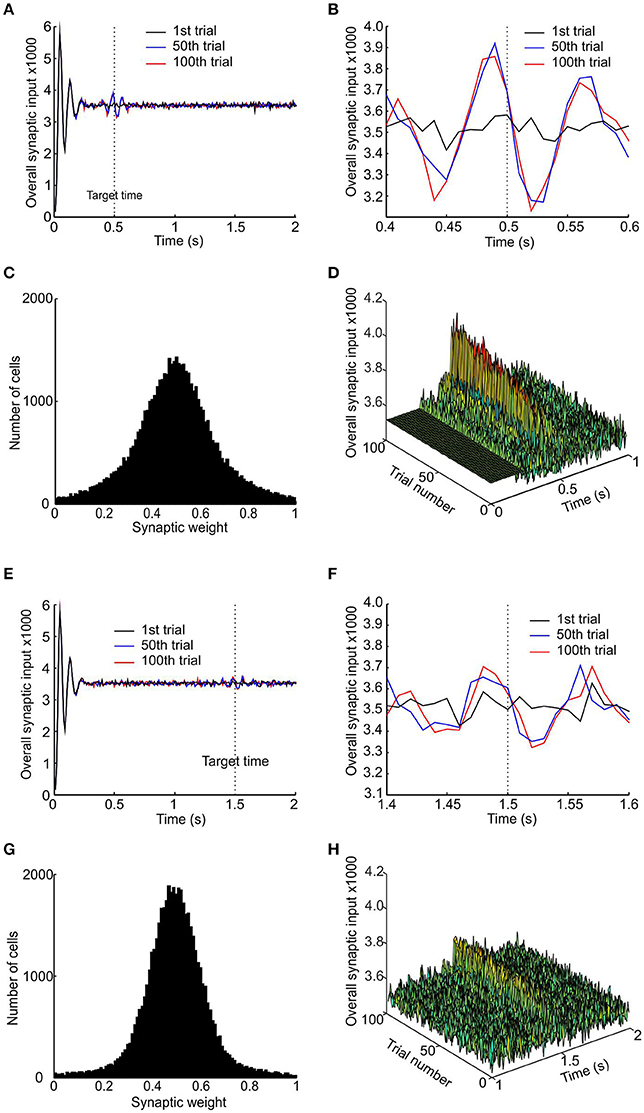 A
Overall synaptic input x1000
6
5
4
3
2
1
0
1st trial
50th trial
100th trial
Target time
0
0.5
1
1.5
2
Time (s)
B
Overall synaptic input x1000
4.0
3.9
3.8
3.7
3.6
3.5
3.4
3.3
3.2
3.1
1st trial
50th trial
100th trial
0.4
0.45
0.5
0.55
0.6
Time (s)
C
Number of cells
2000
1000
0
0
0.2
0.4
0.6
0.8
1
Synaptic weight
D
Overall synaptic input x1000
4.2
4.0
3.8
3.6
100
50
0
Trial number
0
0.5
1
Time (s)
E
Overall synaptic input x1000
6
5
4
3
2
1
0
1st trial
50th trial
100th trial
Target time
0
0.5
1
1.5
2
Time (s)
F
Overall synaptic input x1000
4.0
3.9
3.8
3.7
3.6
3.5
3.4
3.3
3.2
3.1
1st trial
50th trial
100th trial
1.4
1.45
1.5
1.55
1.6
Time (s)
G
Number of cells
2000
1000
0
0
0.2
0.4
0.6
0.8
1
Synaptic weight
H
Overall synaptic input x1000
4.2
4.0
3.8
3.6
100
50
0
Trial number
1
1.5
2
Time (s)